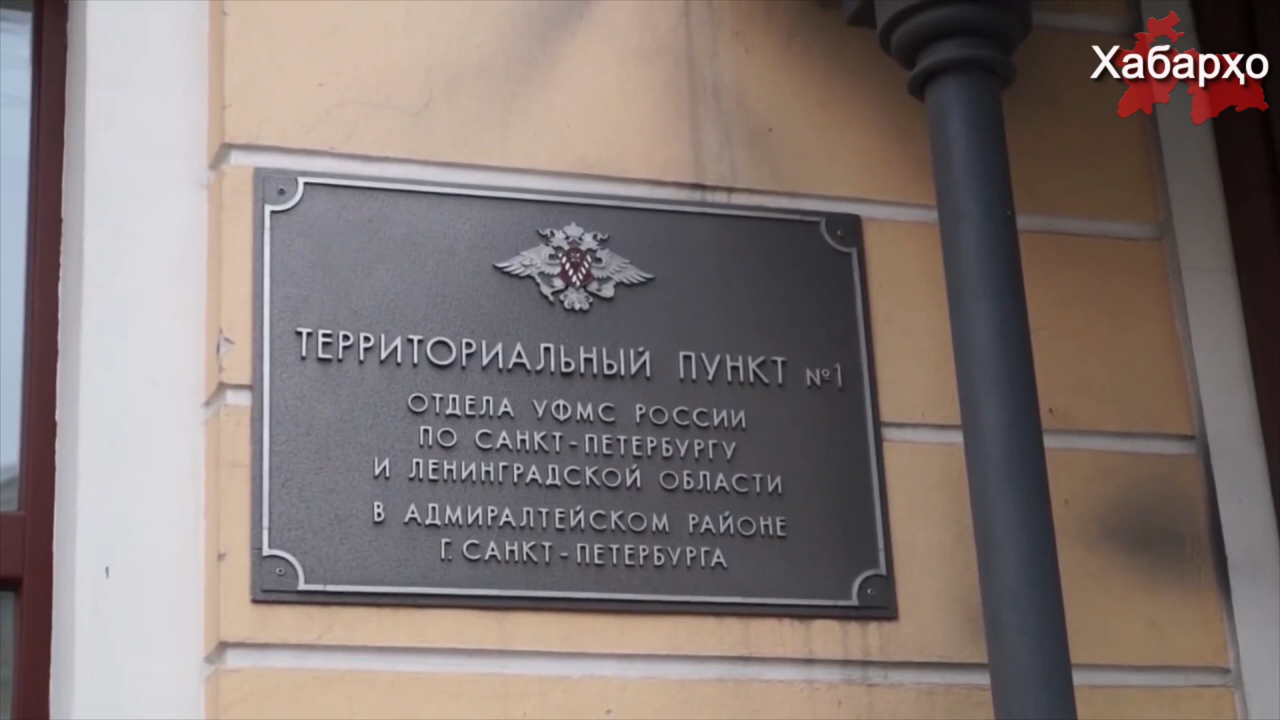 Хабарҳо
ТЕРРИТОРИАЛЬНЫЙ ПУНКТ №1
ОТДЕЛА УФМС РОССИИ
ПО САНКТ-ПЕТЕРБУРГУ
И ЛЕНИНГРАДСКОЙ ОБЛАСТИ
В АДМИРАЛТЕЙСКОМ РАЙОНЕ
Г. САНКТ-ПЕТЕРБУРГА